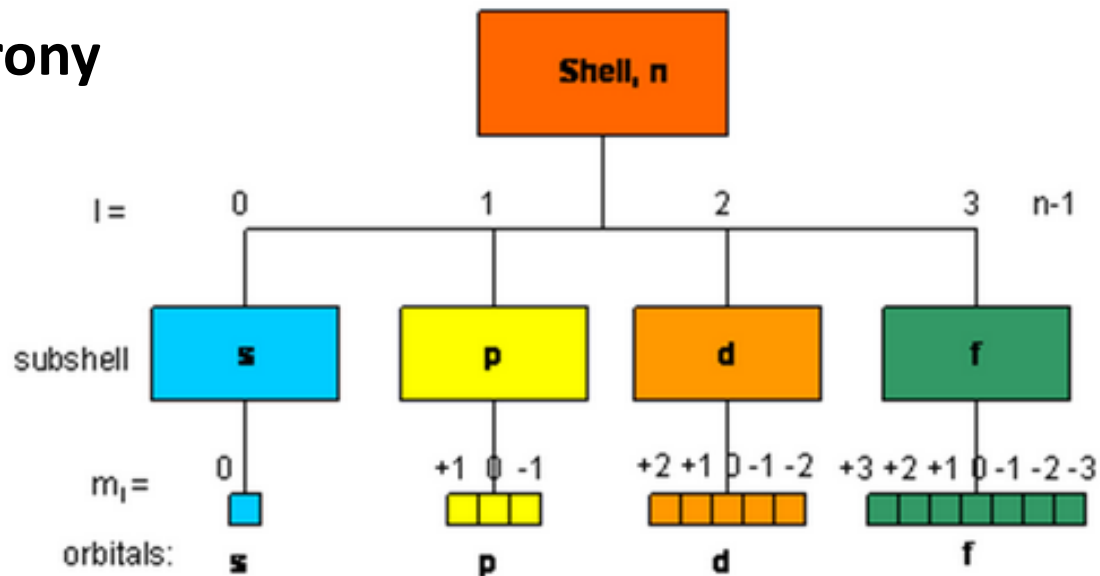 rony
Shell, n
l = 0 1 2 3 n-1
subshell s p d f
mₗ = 0 +1 0 -1 +2 +1 0 -1 -2 +3 +2 +1 0 -1 -2 -3
orbitals: s p d f